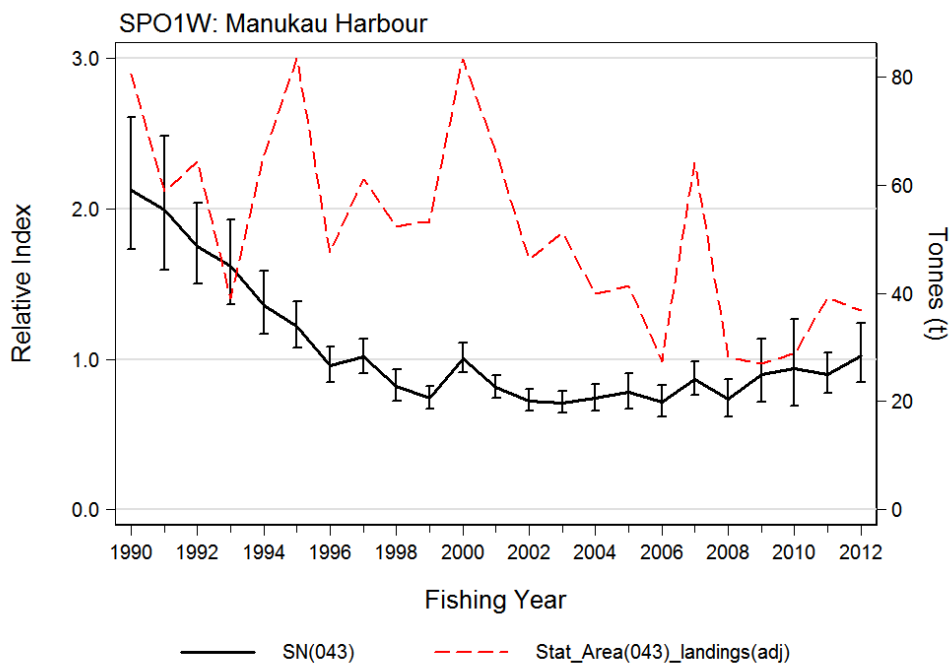 SPO1W: Manukau Harbour
3.0
2.0
1.0
0.0
Relative Index
80
60
40
20
0
Tonnes (t)
1990 1992 1994 1996 1998 2000 2002 2004 2006 2008 2010 2012
Fishing Year
SN(043) Stat_Area(043)_landings(adj)